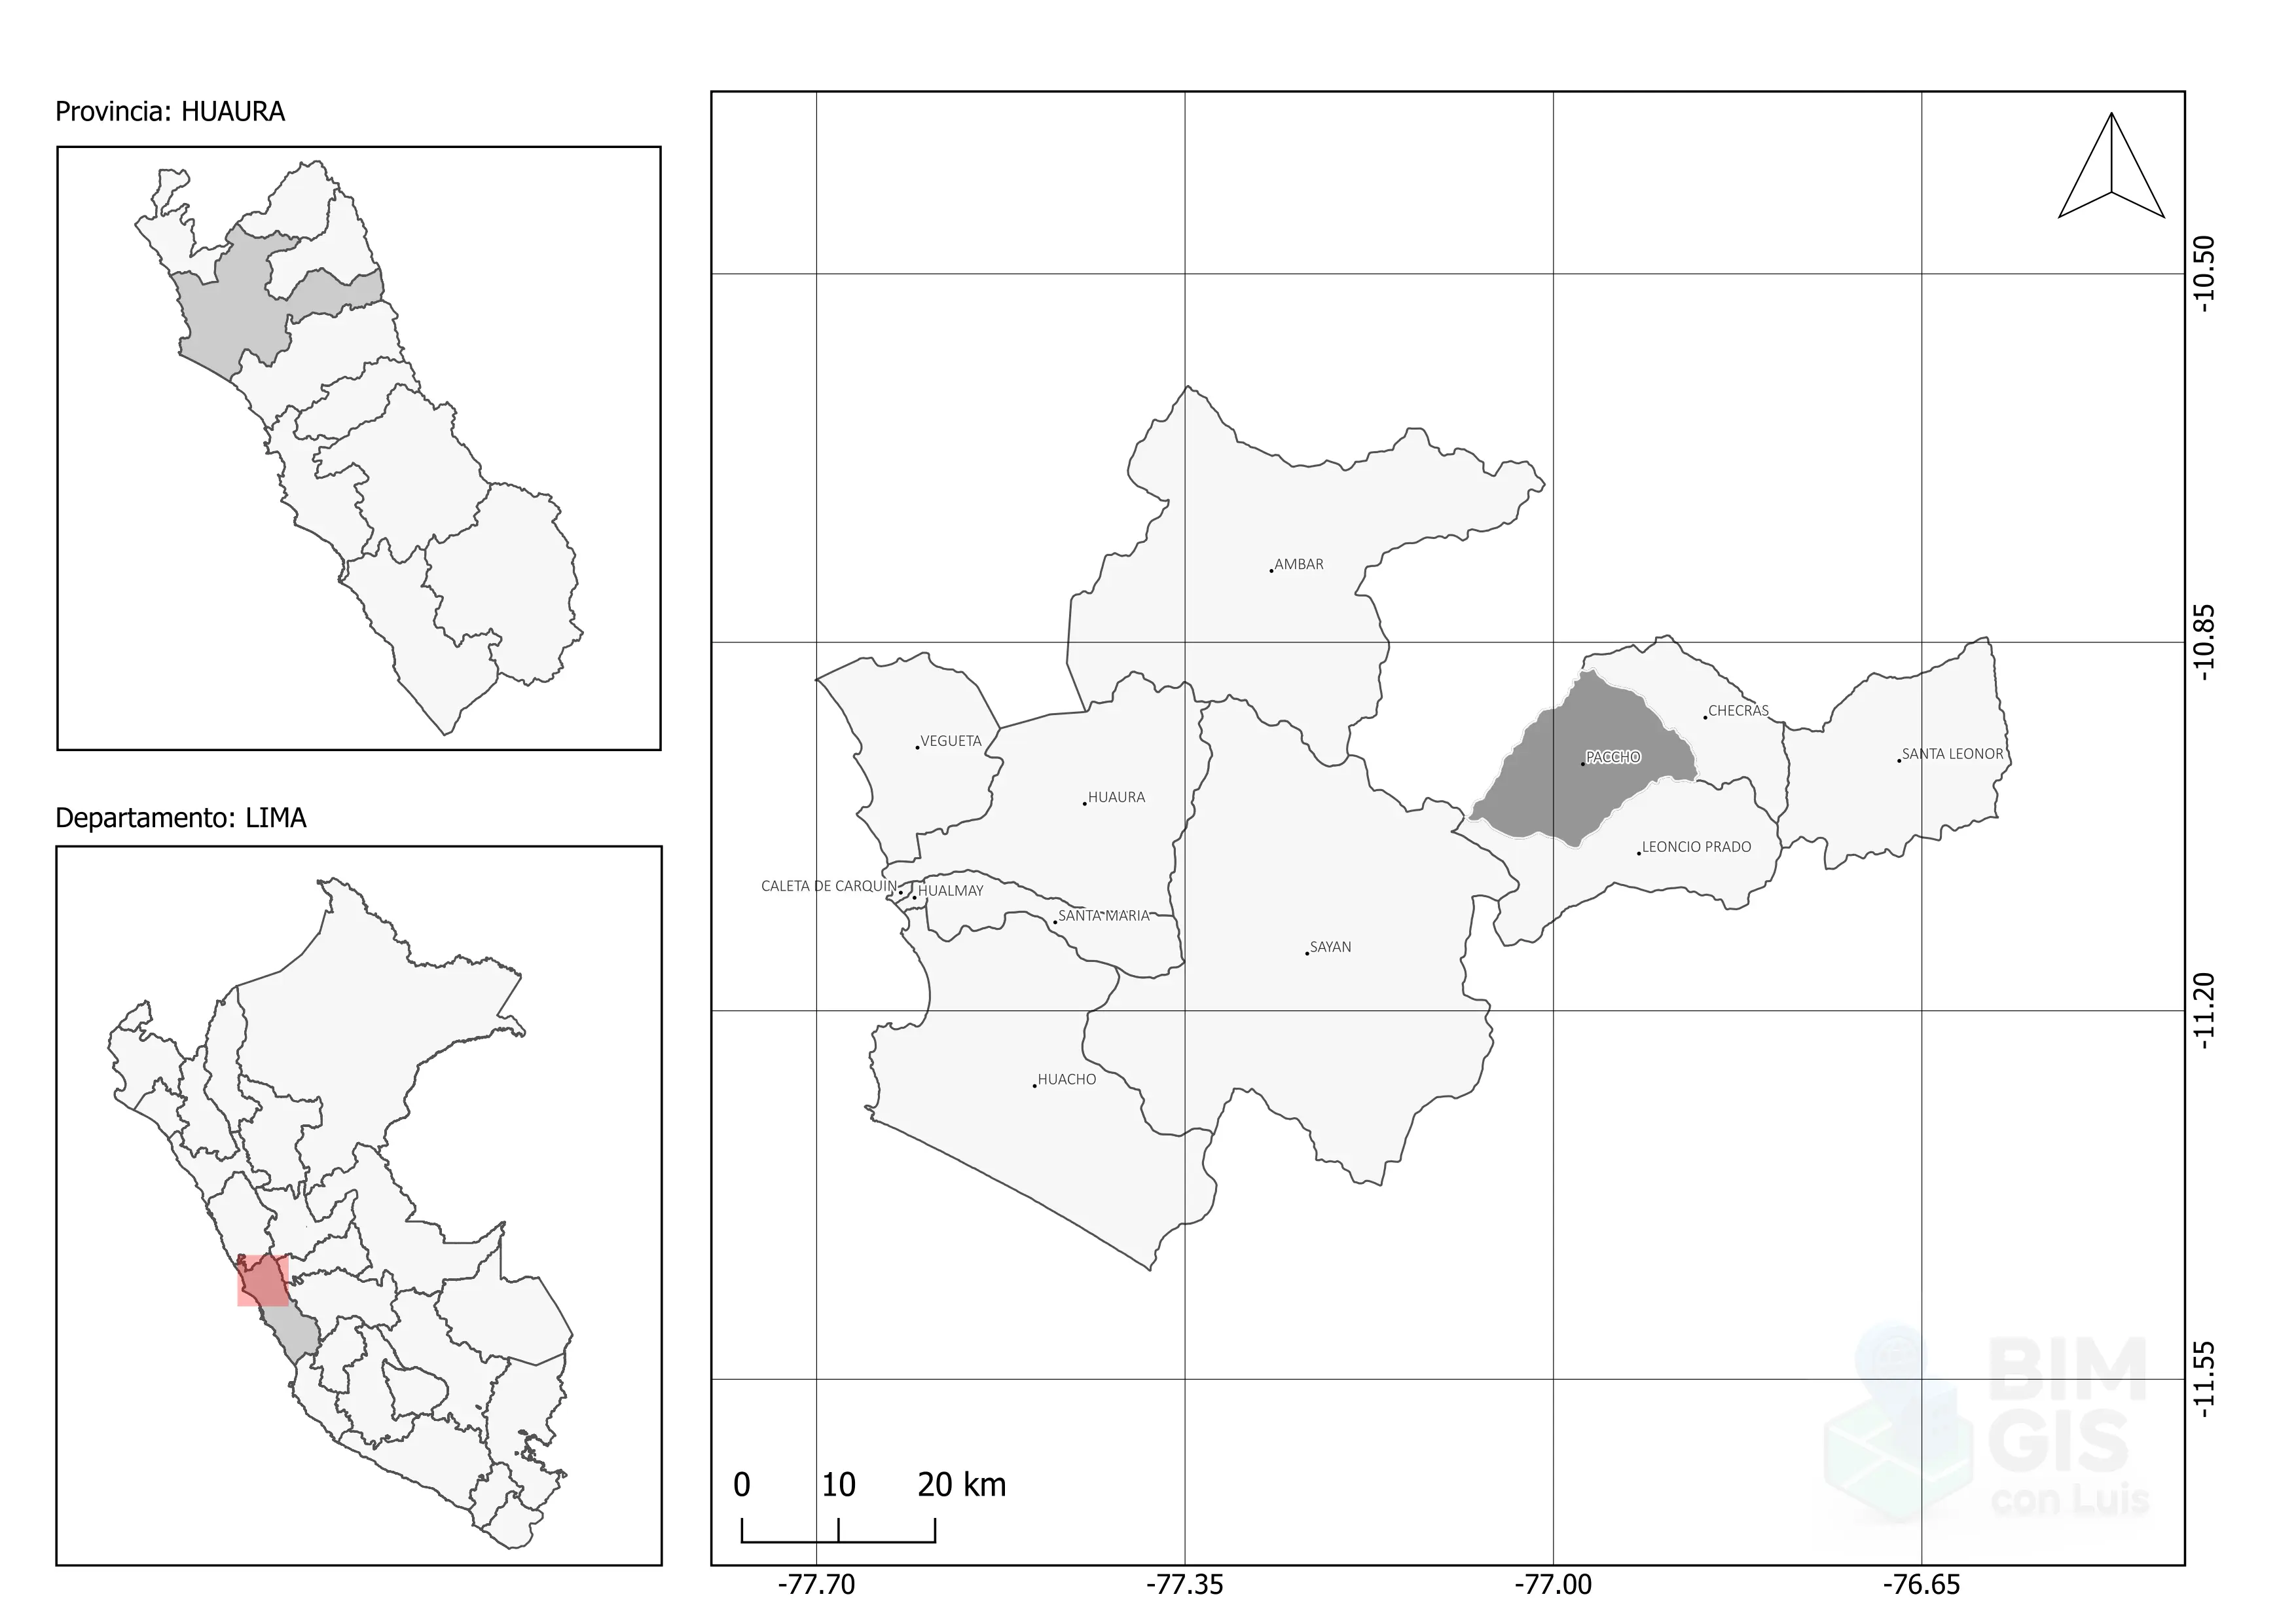 Provincia: HUAURA
Departamento: LIMA
AMBAR
VEGUETA
HUAURA
CHECRAS
PACCHO
SANTA LEONOR
LEONCIO PRADO
CALETA DE CARQUIN
HUALMAY
SANTA MARIA
SAYAN
HUACHO
-10.50
-10.85
-11.20
-11.55
0 10 20 km
-77.70 -77.35 -77.00 -76.65
BIM
GIS
con Luis